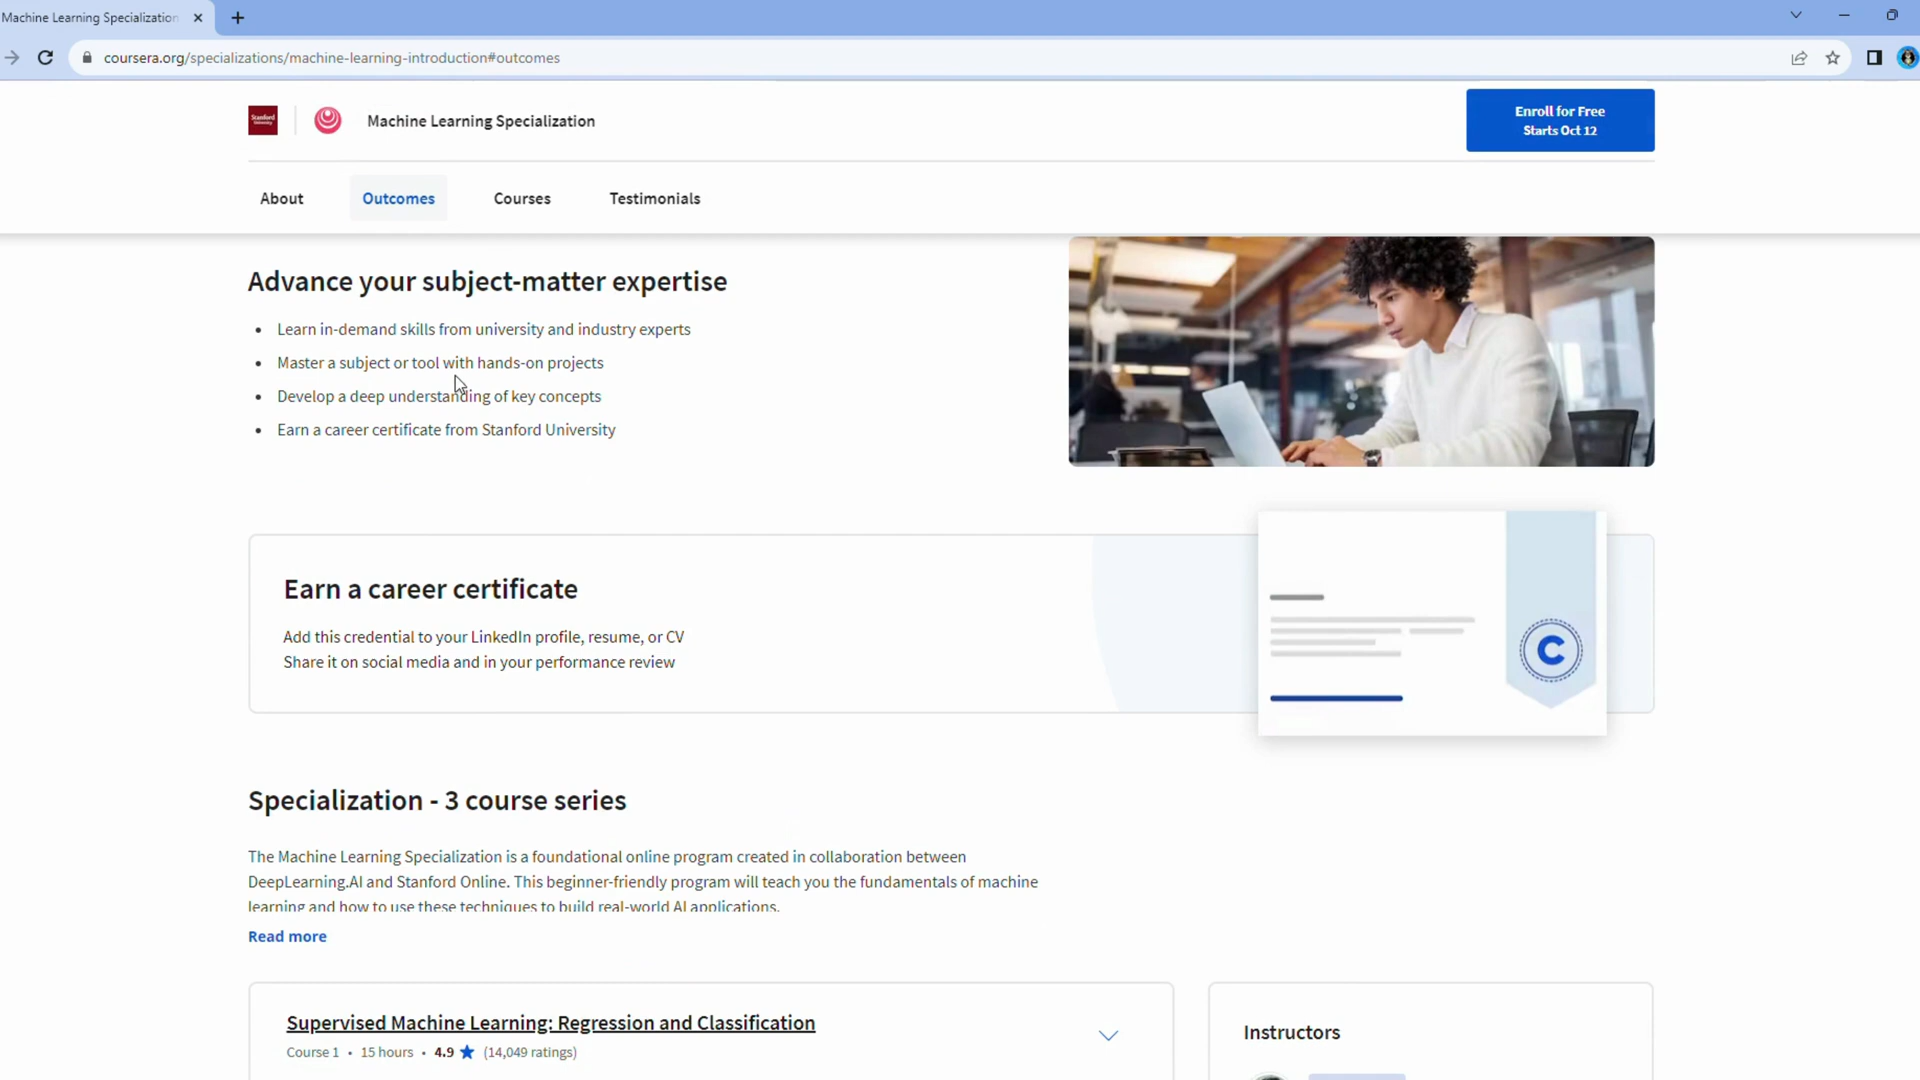 Machine Learning Specialization
coursera.org/specializations/machine-learning-introduction#outcomes
Stanford
University
Machine Learning Specialization
Enroll for Free
Starts Oct 12
About
Outcomes
Courses
Testimonials
Advance your subject-matter expertise
Learn in-demand skills from university and industry experts
Master a subject or tool with hands-on projects
Develop a deep understanding of key concepts
Earn a career certificate from Stanford University
Earn a career certificate
Add this credential to your LinkedIn profile, resume, or CV
Share it on social media and in your performance review
C
Specialization - 3 course series
The Machine Learning Specialization is a foundational online program created in collaboration between
DeepLearning.AI and Stanford Online. This beginner-friendly program will teach you the fundamentals of machine
learning and how to use these techniques to build real-world AI applications.
Read more
Supervised Machine Learning: Regression and Classification
Course 1 • 15 hours • 4.9 ★ (14,049 ratings)
Instructors